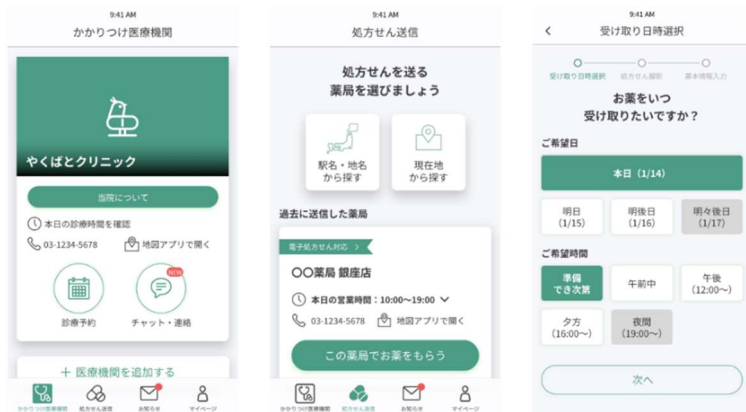 9:41 AM
かかりつけ医療機関
やくばとクリニック
当院について
本日の診療時間を確認
03-1234-5678
地図アプリで開く
診療予約
NEW
チャット・連絡
+ 医療機関を追加する
かかりつけ医療機関
処方せん送信
お知らせ
マイページ
9:41 AM
処方せん送信
処方せんを送る
薬局を選びましょう
駅名・地名
から探す
現在地
から探す
過去に送信した薬局
電子処方せん対応 >
〇〇薬局 銀座店
本日の営業時間：10:00〜19:00
03-1234-5678
地図アプリで開く
この薬局でお薬をもらう
かかりつけ医療機関
処方せん送信
お知らせ
マイページ
9:41 AM
受け取り日時選択
受け取り日時選択
処方せん撮影
基本情報入力
お薬をいつ
受け取りたいですか？
ご希望日
本日（1/14）
明日
（1/15）
明後日
（1/16）
明々後日
（1/17）
ご希望時間
準備
でき次第
午前中
午後
（12:00〜）
夕方
（16:00〜）
夜間
（19:00〜）
次へ